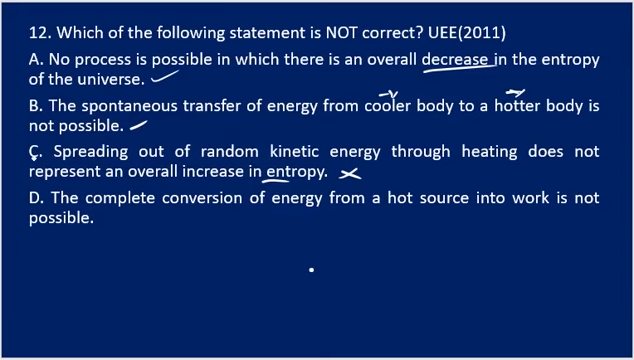 12. Which of the following statement is NOT correct? UEE(2011)
A. No process is possible in which there is an overall decrease in the entropy
of the universe.
B. The spontaneous transfer of energy from cooler body to a hotter body is
not possible.
C. Spreading out of random kinetic energy through heating does not
represent an overall increase in entropy.
D. The complete conversion of energy from a hot source into work is not
possible.